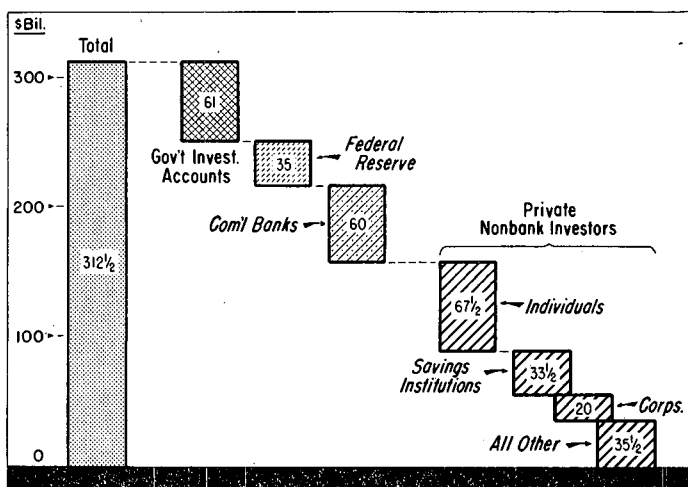 $Bil.
Total
300
61
Gov't Invest.
Accounts
35
Federal
Reserve
200
Com'l Banks
60
Private
Nonbank Investors
312½
67½
Individuals
100
Savings
Institutions
33½
20
Corps.
All Other
35½
0